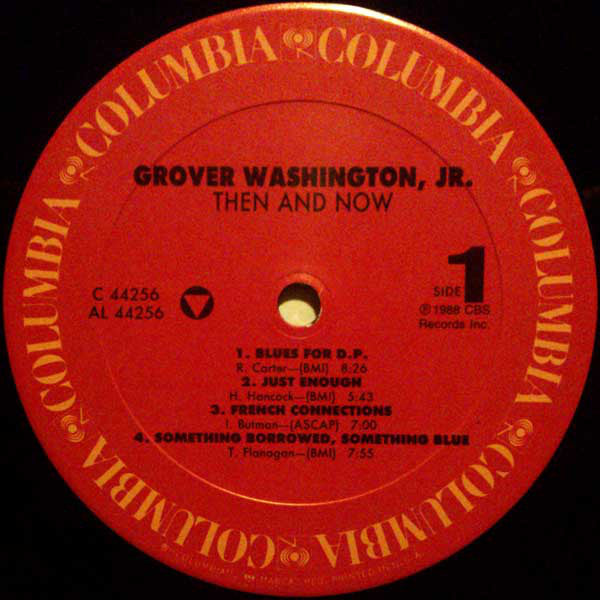 COLUMBIA COLUMBIA COLUMBIA COLUMBIA COLUMBIA COLUMBIA COLUMBIA COLUMBIA
GROVER WASHINGTON, JR.
THEN AND NOW
SIDE 1
C 44256
AL 44256
℗ 1988 CBS
Records Inc.
1. BLUES FOR D.P.
R. Carter—(BMI) 8:26
2. JUST ENOUGH
H. Hancock—(BMI) 5:43
3. FRENCH CONNECTIONS
I. Butman—(ASCAP) 7:00
4. SOMETHING BORROWED, SOMETHING BLUE
T. Flanagan—(BMI) 7:55